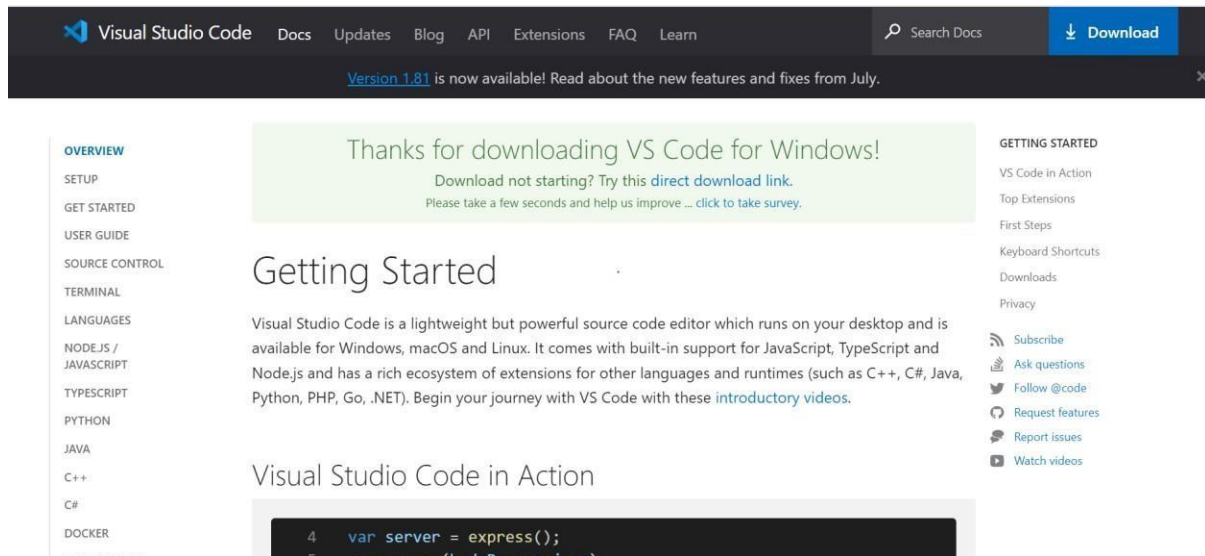 Visual Studio Code Docs Updates Blog API Extensions FAQ Learn Search Docs Download
Version 1.81 is now available! Read about the new features and fixes from July.
OVERVIEW
SETUP
GET STARTED
USER GUIDE
SOURCE CONTROL
TERMINAL
LANGUAGES
NODE.JS /
JAVASCRIPT
TYPESCRIPT
PYTHON
JAVA
C++
C#
DOCKER
Thanks for downloading VS Code for Windows!
Download not starting? Try this direct download link.
Please take a few seconds and help us improve ... click to take survey.
Getting Started
Visual Studio Code is a lightweight but powerful source code editor which runs on your desktop and is
available for Windows, macOS and Linux. It comes with built-in support for JavaScript, TypeScript and
Node.js and has a rich ecosystem of extensions for other languages and runtimes (such as C++, C#, Java,
Python, PHP, Go, .NET). Begin your journey with VS Code with these introductory videos.
Visual Studio Code in Action
4 var server = express();
GETTING STARTED
VS Code in Action
Top Extensions
First Steps
Keyboard Shortcuts
Downloads
Privacy
Subscribe
Ask questions
Follow @code
Request features
Report issues
Watch videos